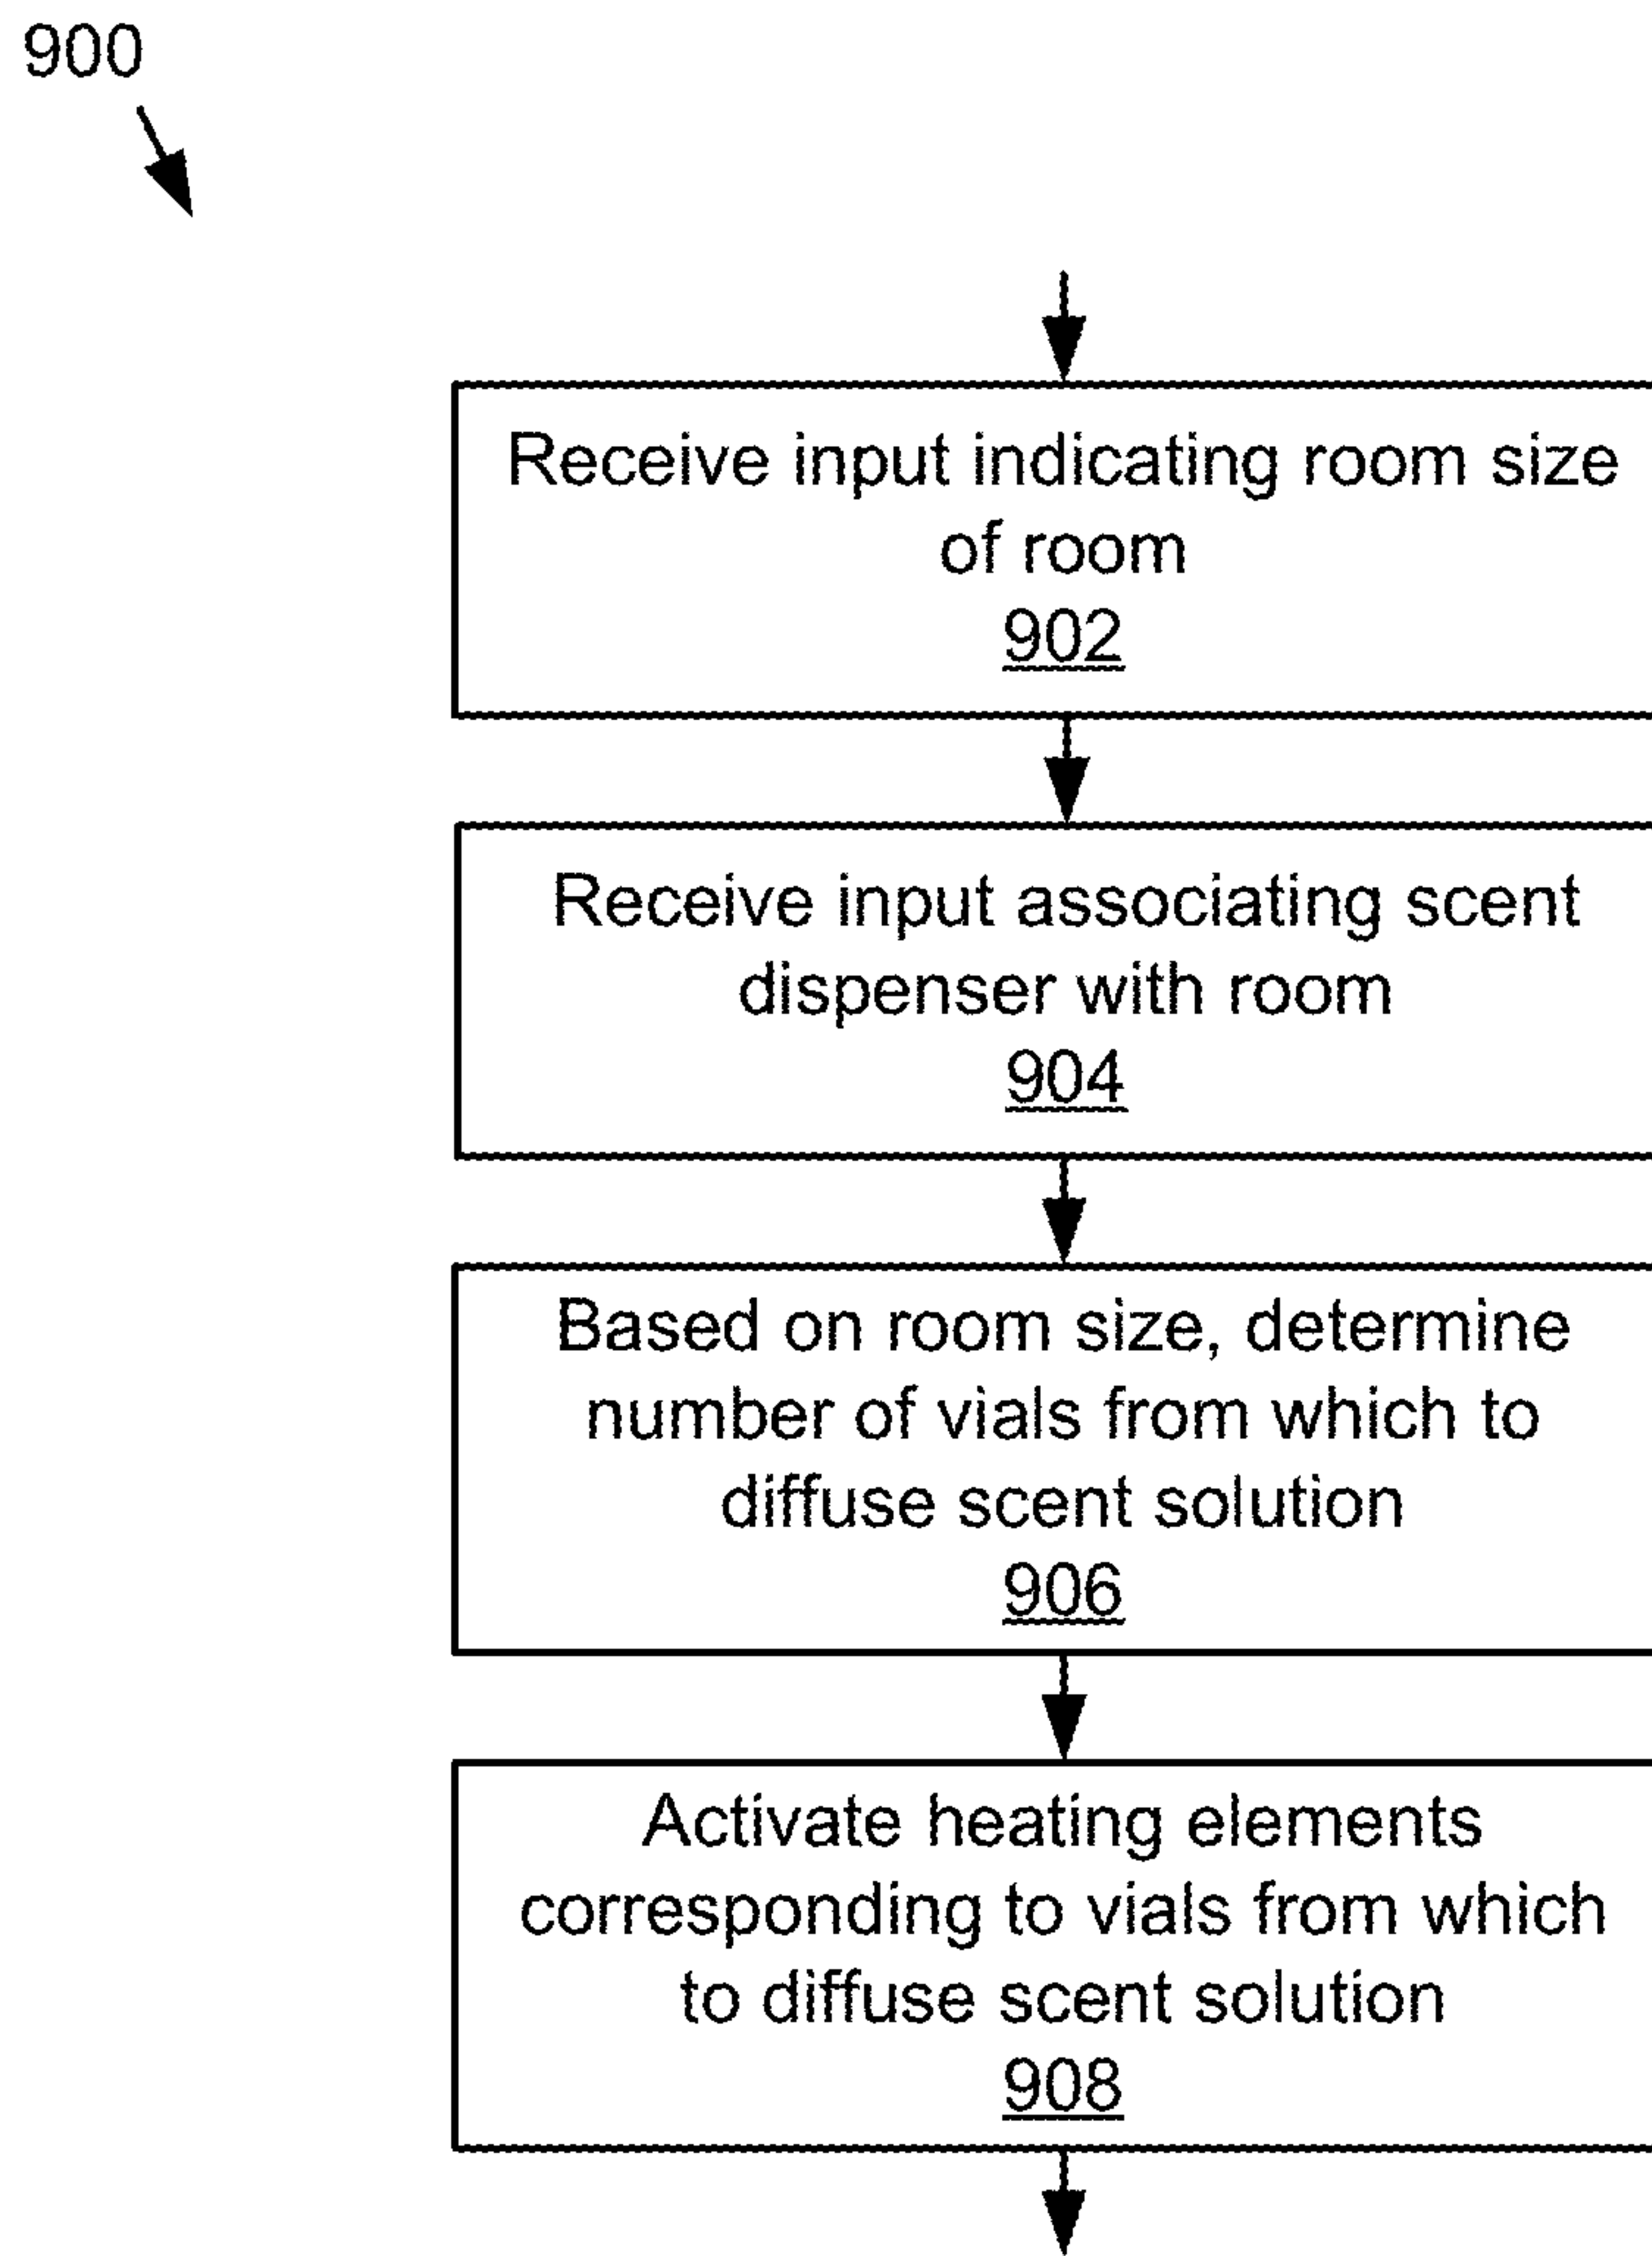 900
Receive input indicating room size
of room
902
Receive input associating scent
dispenser with room
904
Based on room size, determine
number of vials from which to
diffuse scent solution
906
Activate heating elements
corresponding to vials from which
to diffuse scent solution
908